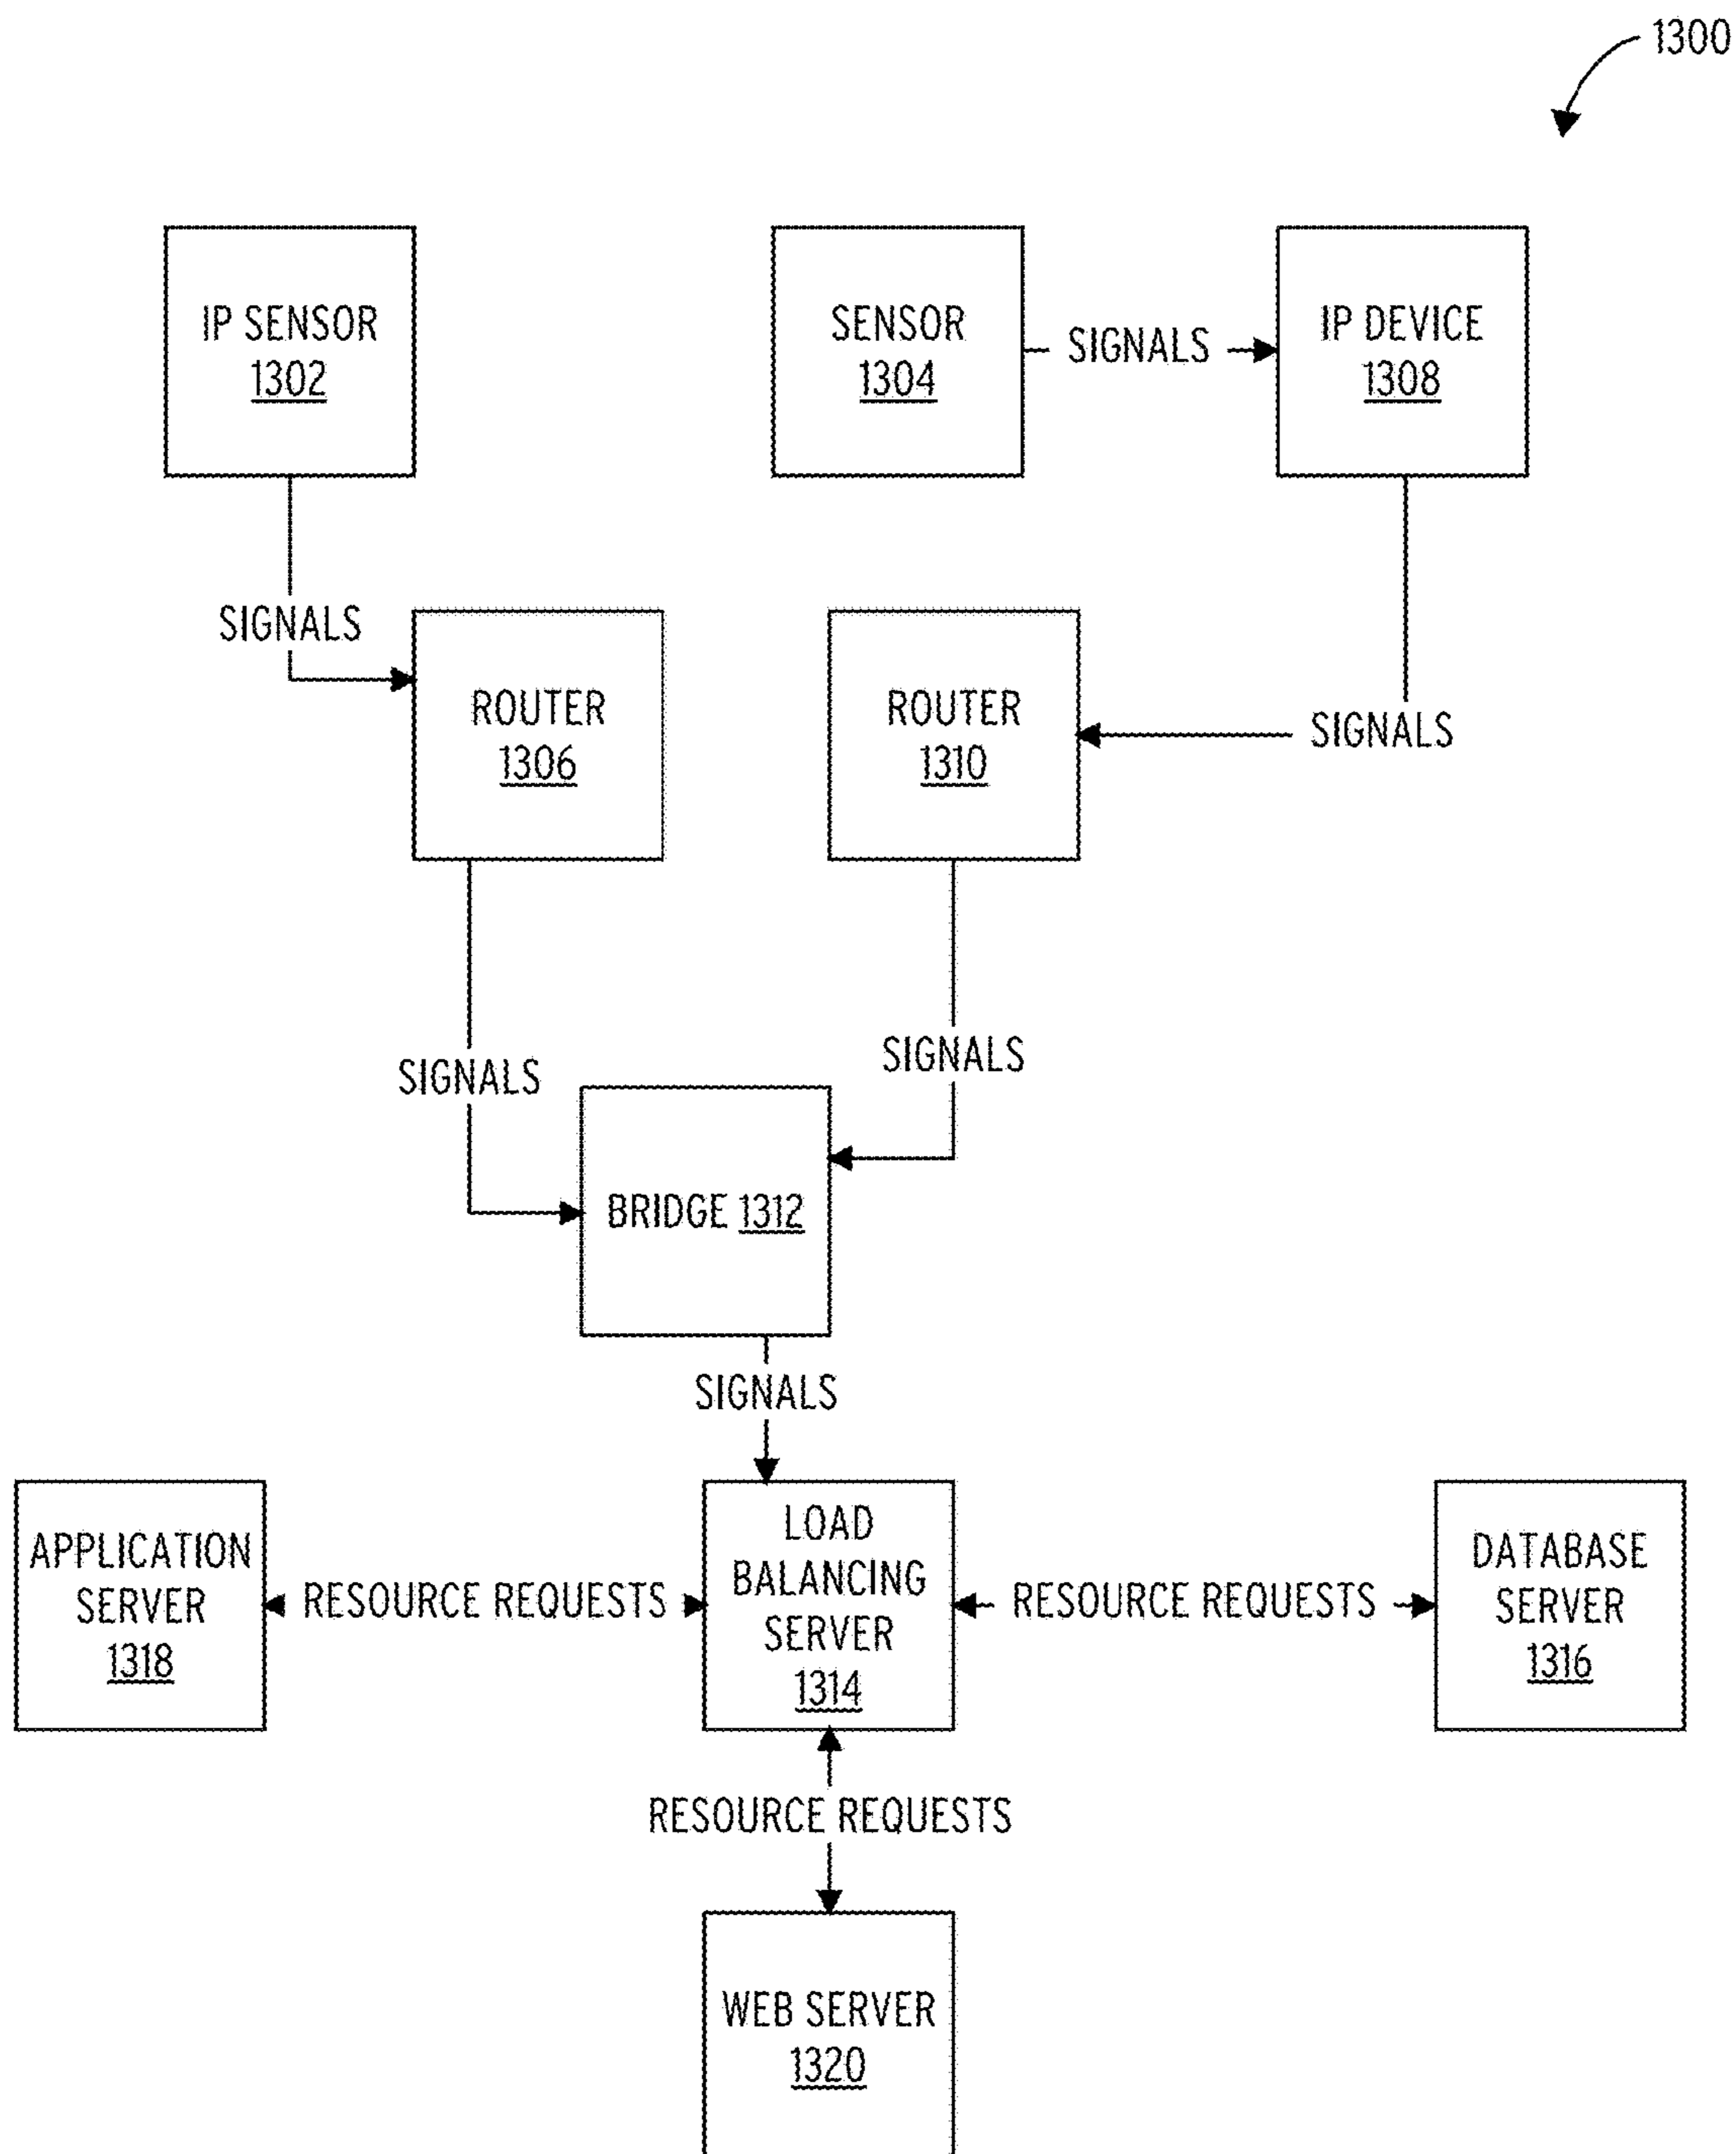 1300
IP SENSOR
1302
SENSOR
1304
SIGNALS
IP DEVICE
1308
SIGNALS
ROUTER
1306
ROUTER
1310
SIGNALS
SIGNALS
SIGNALS
BRIDGE 1312
SIGNALS
APPLICATION
SERVER
1318
RESOURCE REQUESTS
LOAD
BALANCING
SERVER
1314
RESOURCE REQUESTS
DATABASE
SERVER
1316
RESOURCE REQUESTS
WEB SERVER
1320